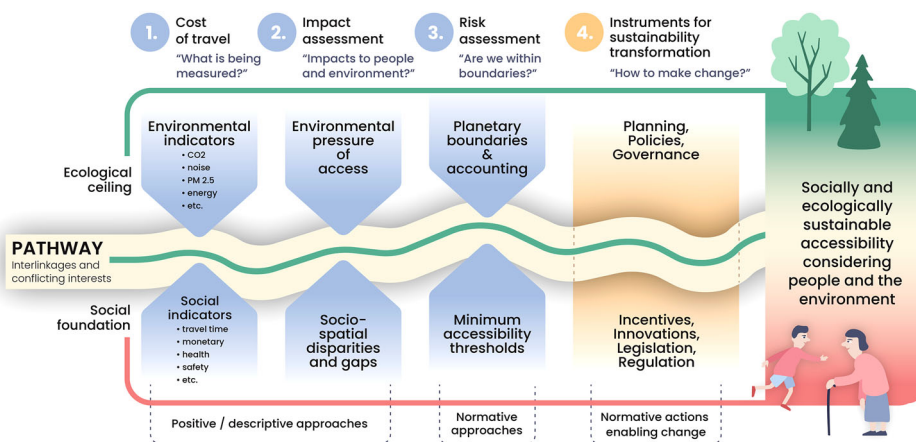 1.
Cost
of travel
“What is being
measured?”
2.
Impact
assessment
“Impacts to people
and environment?”
3.
Risk
assessment
“Are we within
boundaries?”
4.
Instruments for
sustainability
transformation
“How to make change?”
Ecological
ceiling
Environmental
indicators
• CO2
• noise
• PM 2.5
• energy
• etc.
Environmental
pressure
of
access
Planetary
boundaries
&
accounting
Planning,
Policies,
Governance
PATHWAY
Interlinkages and
conflicting interests
Social
foundation
Social
indicators
• travel time
• monetary
• health
• safety
• etc.
Socio-
spatial
disparities
and gaps
Minimum
accessibility
thresholds
Incentives,
Innovations,
Legislation,
Regulation
Socially and
ecologically
sustainable
accessibility
considering
people and the
environment
Positive / descriptive approaches
Normative
approaches
Normative actions
enabling change